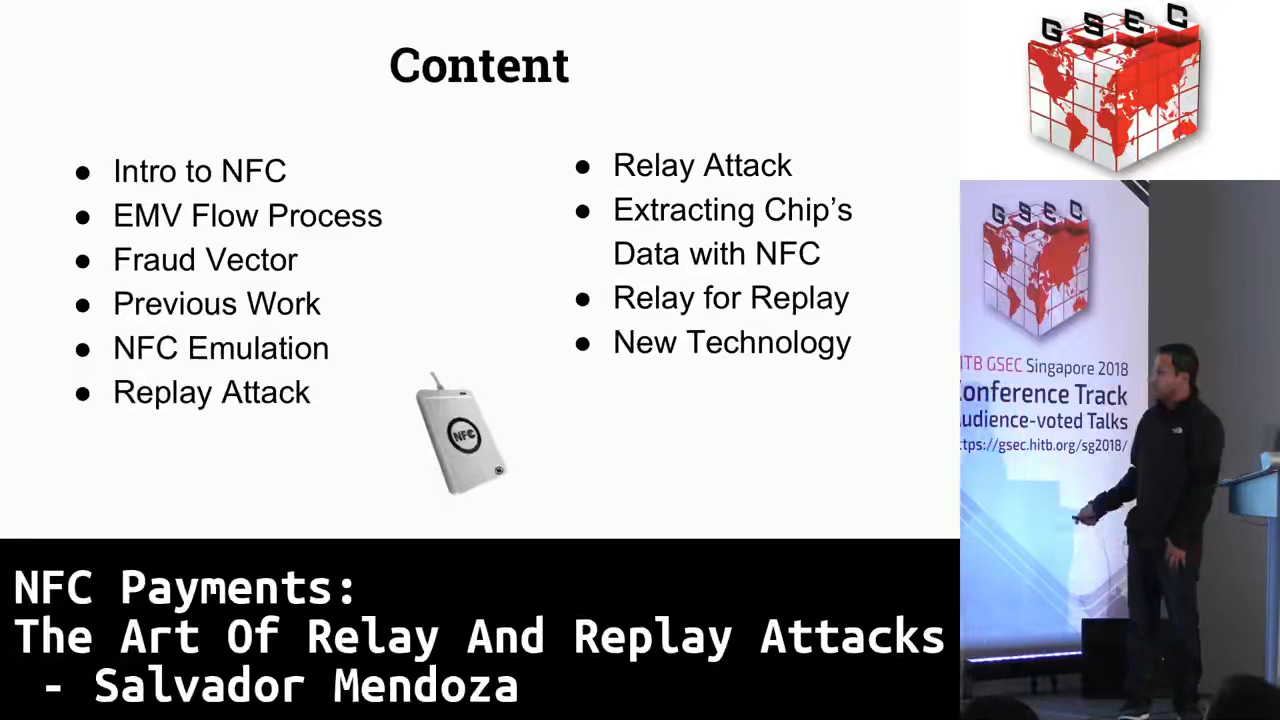 Content
● Intro to NFC
● EMV Flow Process
● Fraud Vector
● Previous Work
● NFC Emulation
● Replay Attack
● Relay Attack
● Extracting Chip's
Data with NFC
● Relay for Replay
● New Technology
NFC
GSEC
GSEC
ITB GSEC Singapore 2018
onference Track
udience-voted Talks
ttps://gsec.hitb.org/sg2018/
NFC Payments:
The Art Of Relay And Replay Attacks
- Salvador Mendoza